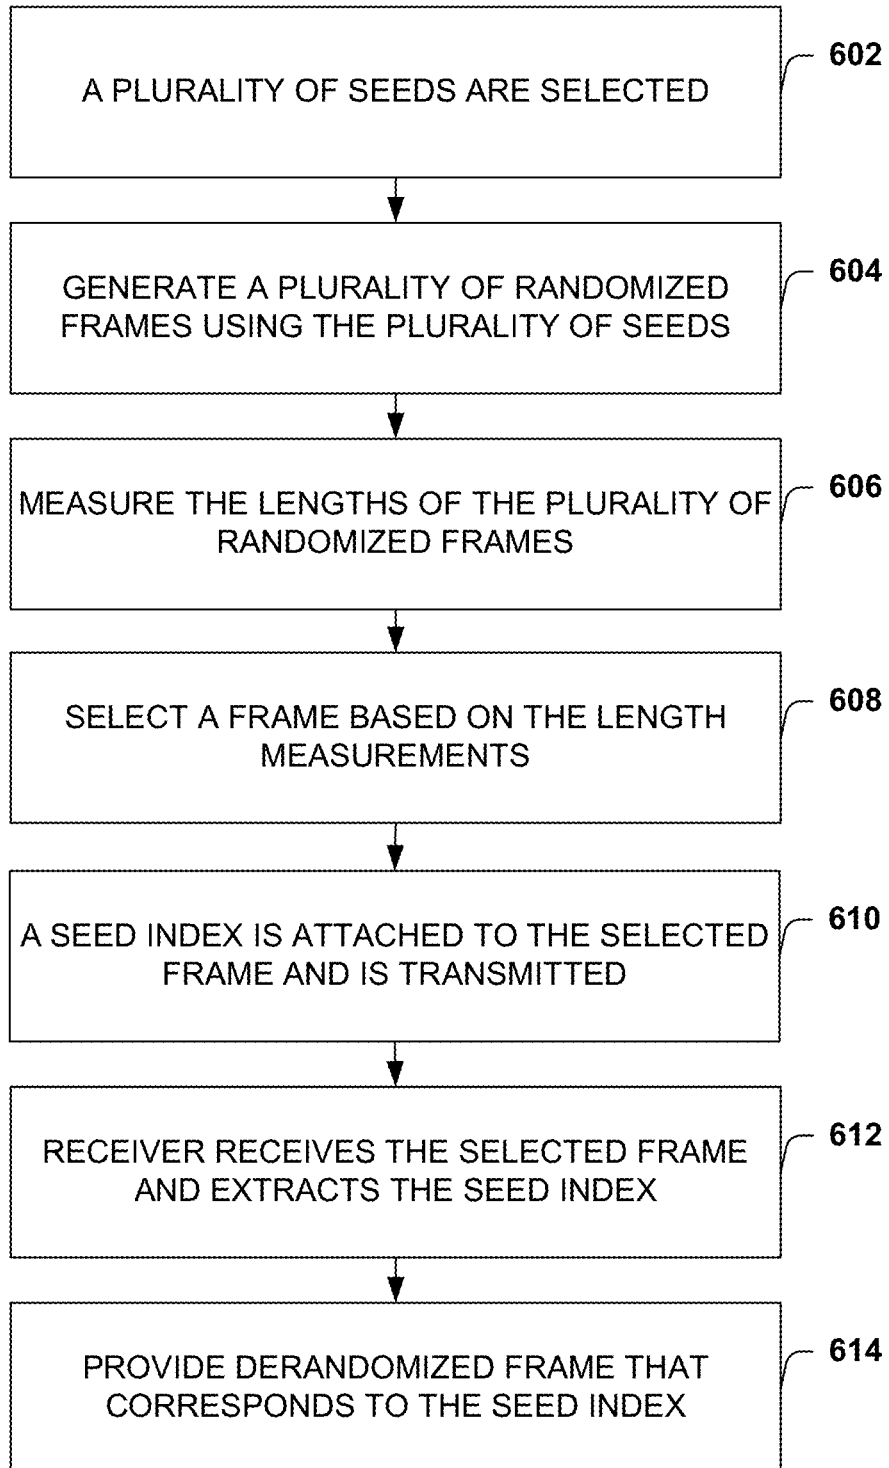 A PLURALITY OF SEEDS ARE SELECTED
602
GENERATE A PLURALITY OF RANDOMIZED
FRAMES USING THE PLURALITY OF SEEDS
604
MEASURE THE LENGTHS OF THE PLURALITY OF
RANDOMIZED FRAMES
606
SELECT A FRAME BASED ON THE LENGTH
MEASUREMENTS
608
A SEED INDEX IS ATTACHED TO THE SELECTED
FRAME AND IS TRANSMITTED
610
RECEIVER RECEIVES THE SELECTED FRAME
AND EXTRACTS THE SEED INDEX
612
PROVIDE DERANDOMIZED FRAME THAT
CORRESPONDS TO THE SEED INDEX
614